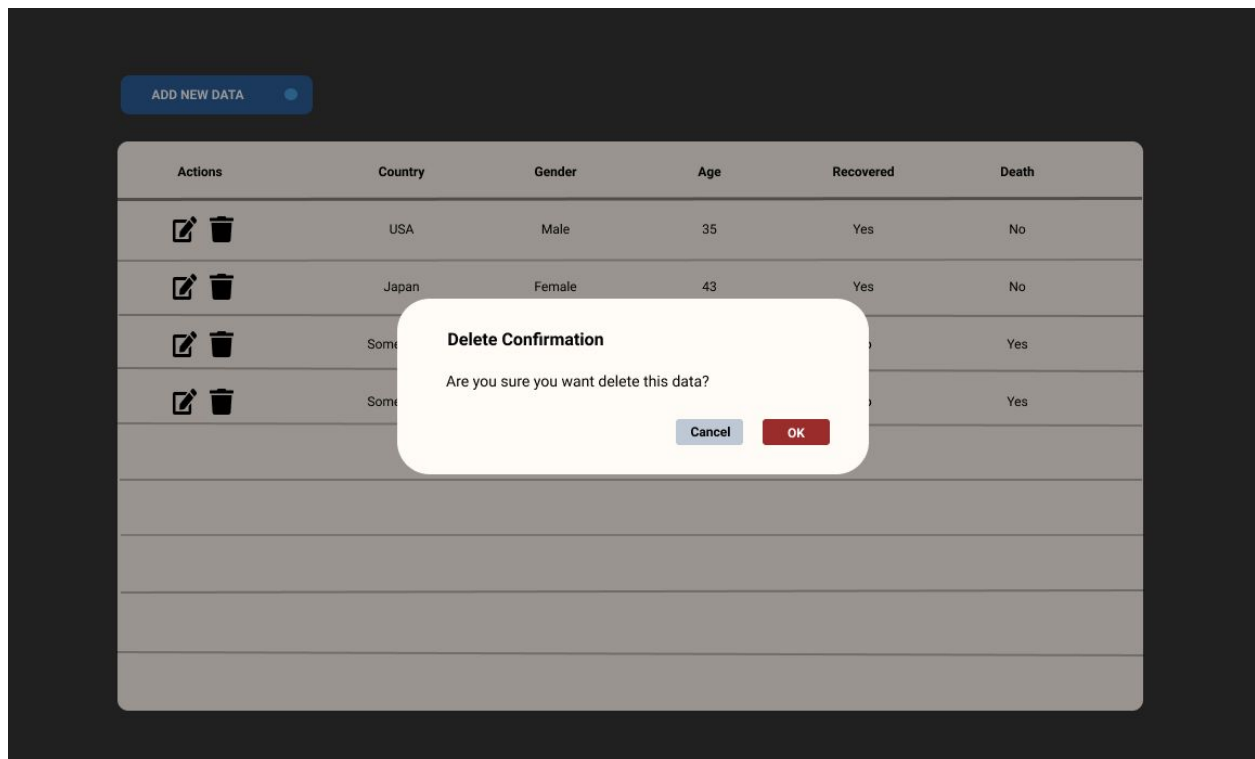 ADD NEW DATA
Actions Country Gender Age Recovered Death
USA Male 35 Yes No
Japan Female 43 Yes No
Yes
Yes
Delete Confirmation
Are you sure you want delete this data?
Cancel OK